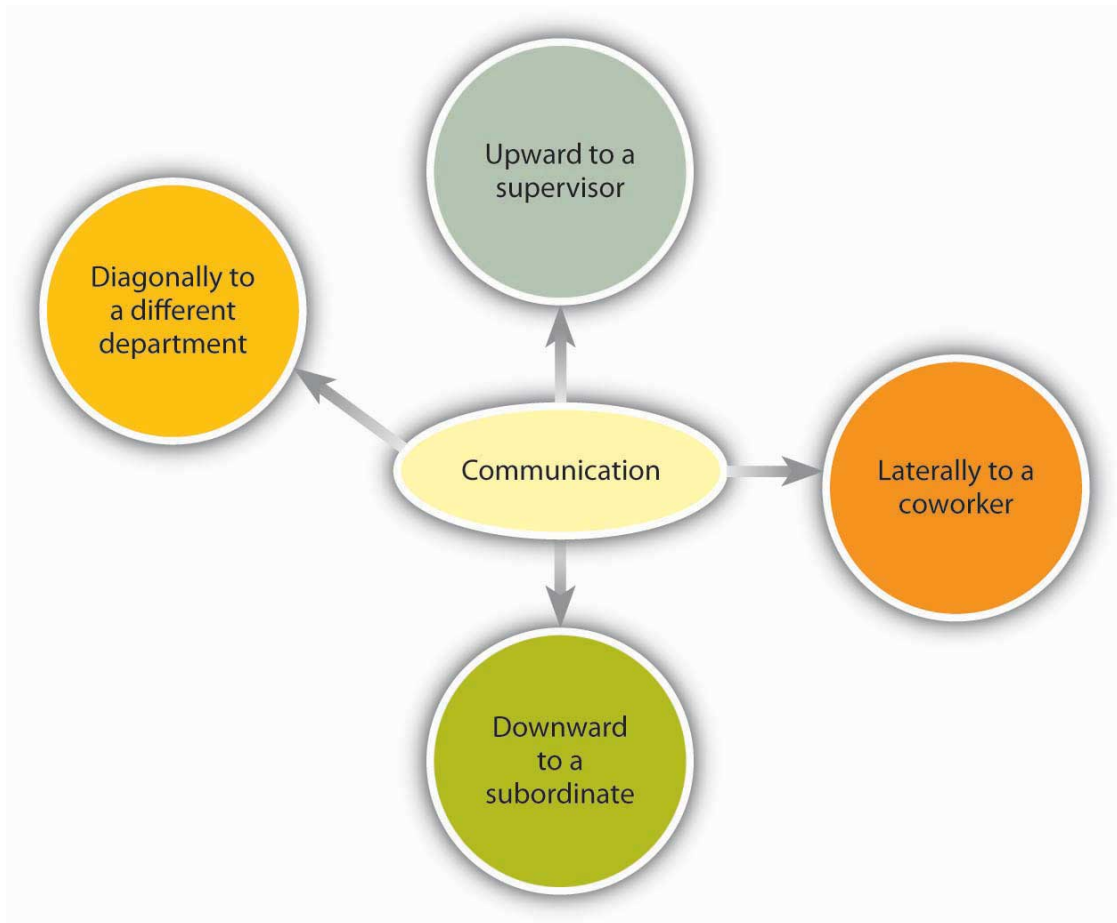 Upward to a
supervisor
Diagonally to
a different
department
Communication
Laterally to a
coworker
Downward
to a
subordinate